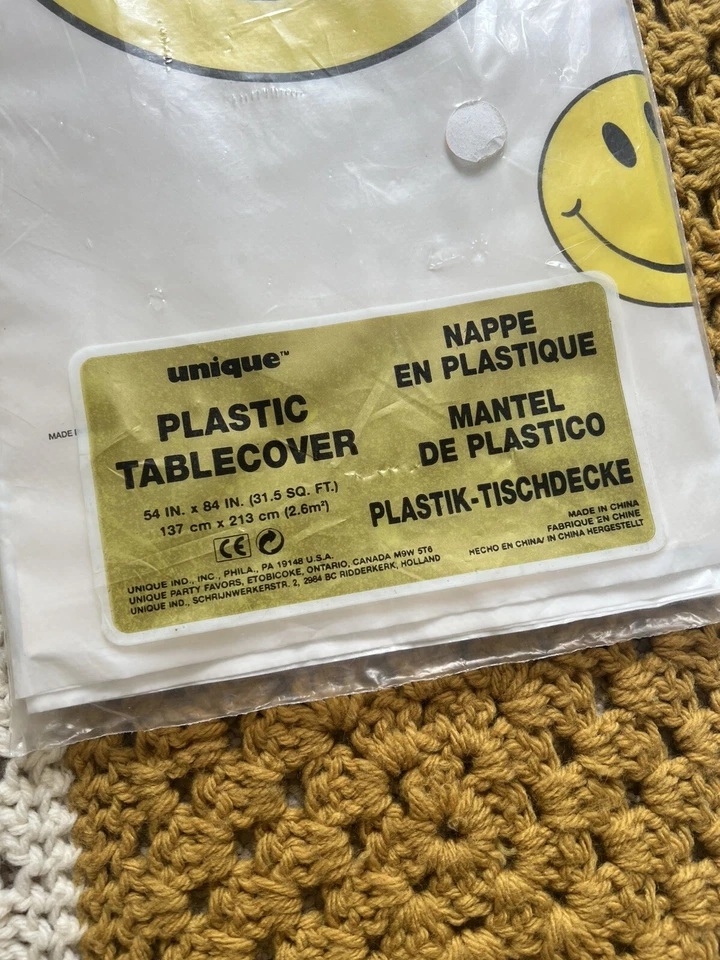 unique™
PLASTIC
TABLECOVER
54 IN. x 84 IN. (31.5 SQ. FT.)
137 cm x 213 cm (2.6m²)
CE
UNIQUE IND., INC., PHILA., PA 19148 U.S.A.
UNIQUE PARTY FAVORS, ETOBICOKE, ONTARIO, CANADA M9W 5T6
UNIQUE IND., SCHRIJNWERKERSTR. 2, 2984 BC RIDDERKERK, HOLLAND
NAPPE
EN PLASTIQUE
MANTEL
DE PLASTICO
PLASTIK-TISCHDECKE
MADE IN CHINA
FABRIQUE EN CHINE
HECHO EN CHINA/ IN CHINA HERGESTELLT
MADE I